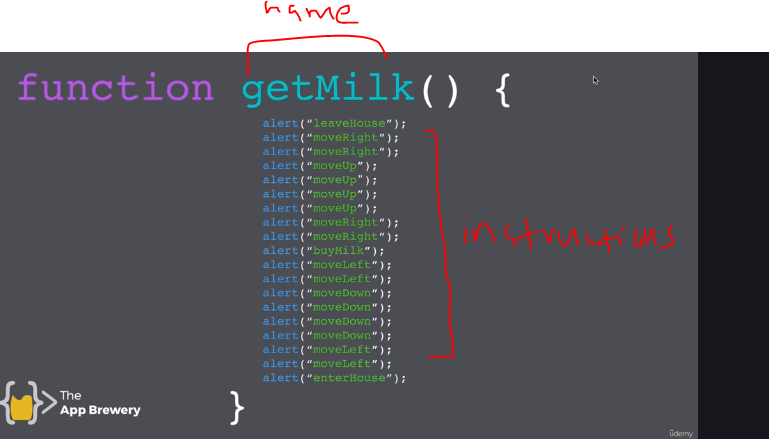 name
function getMilk() {
alert(“leaveHouse”);
alert(“moveRight”);
alert(“moveRight”);
alert(“moveUp”);
alert(“moveUp");
alert(“moveUp”);
alert(“moveUp”);
alert(“moveRight”);
alert(“moveRight”);
instructions
alert(“buyMilk”);
alert(“moveLeft”);
alert(“moveLeft”);
alert(“moveDown”);
alert(“moveDown”);
alert(“moveDown”);
alert(“moveDown”);
alert(“moveLeft”);
alert(“moveLeft”);
alert(“enterHouse”);
}
The
App Brewery
ûdemy